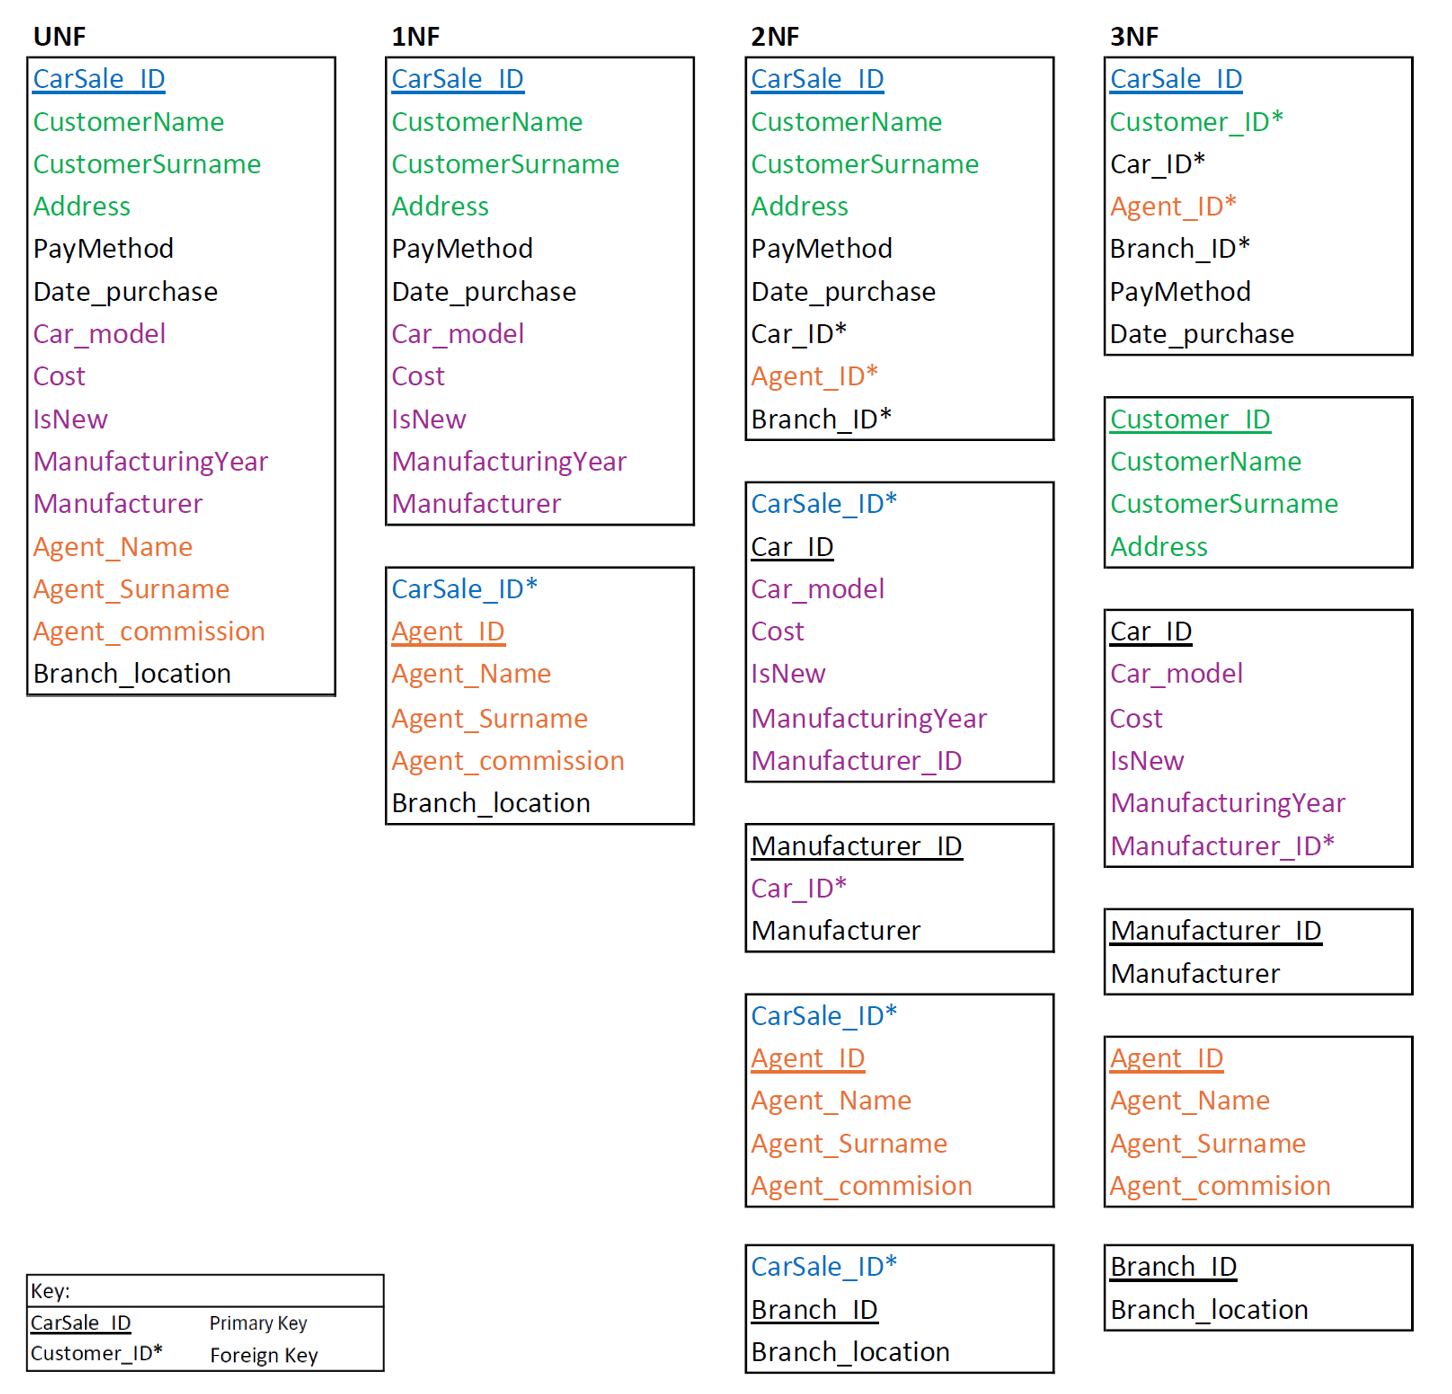 UNF
CarSale_ID
CustomerName
CustomerSurname
Address
PayMethod
Date_purchase
Car_model
Cost
IsNew
ManufacturingYear
Manufacturer
Agent_Name
Agent_Surname
Agent_commission
Branch_location
Key:
CarSale_ID Primary Key
Customer_ID* Foreign Key
1NF
CarSale_ID
CustomerName
CustomerSurname
Address
PayMethod
Date_purchase
Car_model
Cost
IsNew
ManufacturingYear
Manufacturer
CarSale_ID*
Agent_ID
Agent_Name
Agent_Surname
Agent_commission
Branch_location
2NF
CarSale_ID
CustomerName
CustomerSurname
Address
PayMethod
Date_purchase
Car_ID*
Agent_ID*
Branch_ID*
CarSale_ID*
Car_ID
Car_model
Cost
IsNew
ManufacturingYear
Manufacturer_ID
Manufacturer_ID
Car_ID*
Manufacturer
CarSale_ID*
Agent_ID
Agent_Name
Agent_Surname
Agent_commision
CarSale_ID*
Branch_ID
Branch_location
3NF
CarSale_ID
Customer_ID*
Car_ID*
Agent_ID*
Branch_ID*
PayMethod
Date_purchase
Customer_ID
CustomerName
CustomerSurname
Address
Car_ID
Car_model
Cost
IsNew
ManufacturingYear
Manufacturer_ID*
Manufacturer_ID
Manufacturer
Agent_ID
Agent_Name
Agent_Surname
Agent_commision
Branch_ID
Branch_location